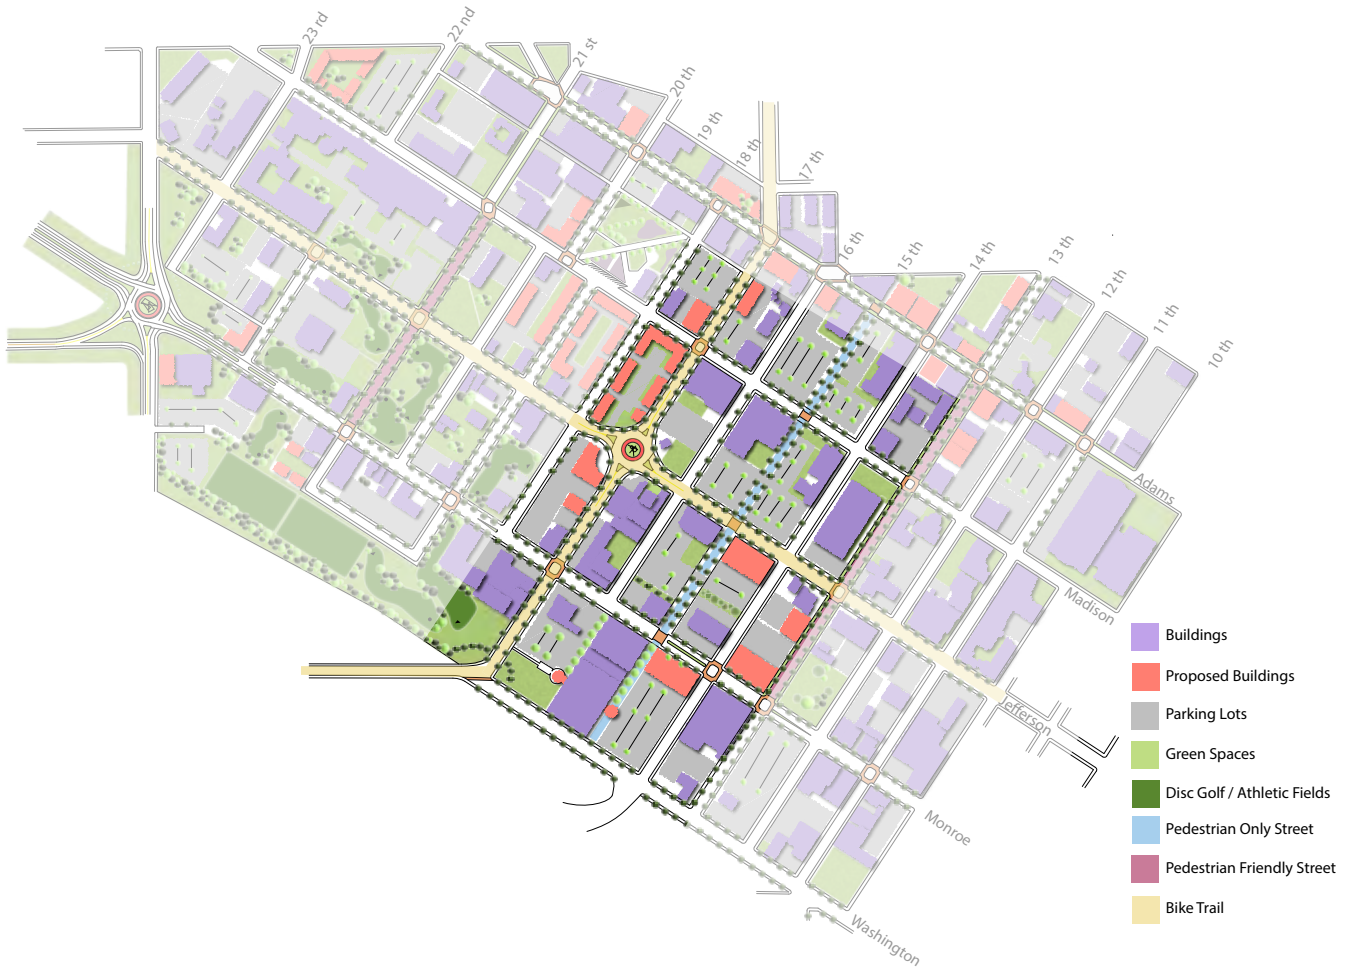 23 rd
22 nd
21 st
20 th
19 th
18 th
17 th
16 th
15 th
14 th
13 th
12 th
11 th
10 th
Adams
Madison
Jefferson
Monroe
Washington
Buildings
Proposed Buildings
Parking Lots
Green Spaces
Disc Golf / Athletic Fields
Pedestrian Only Street
Pedestrian Friendly Street
Bike Trail